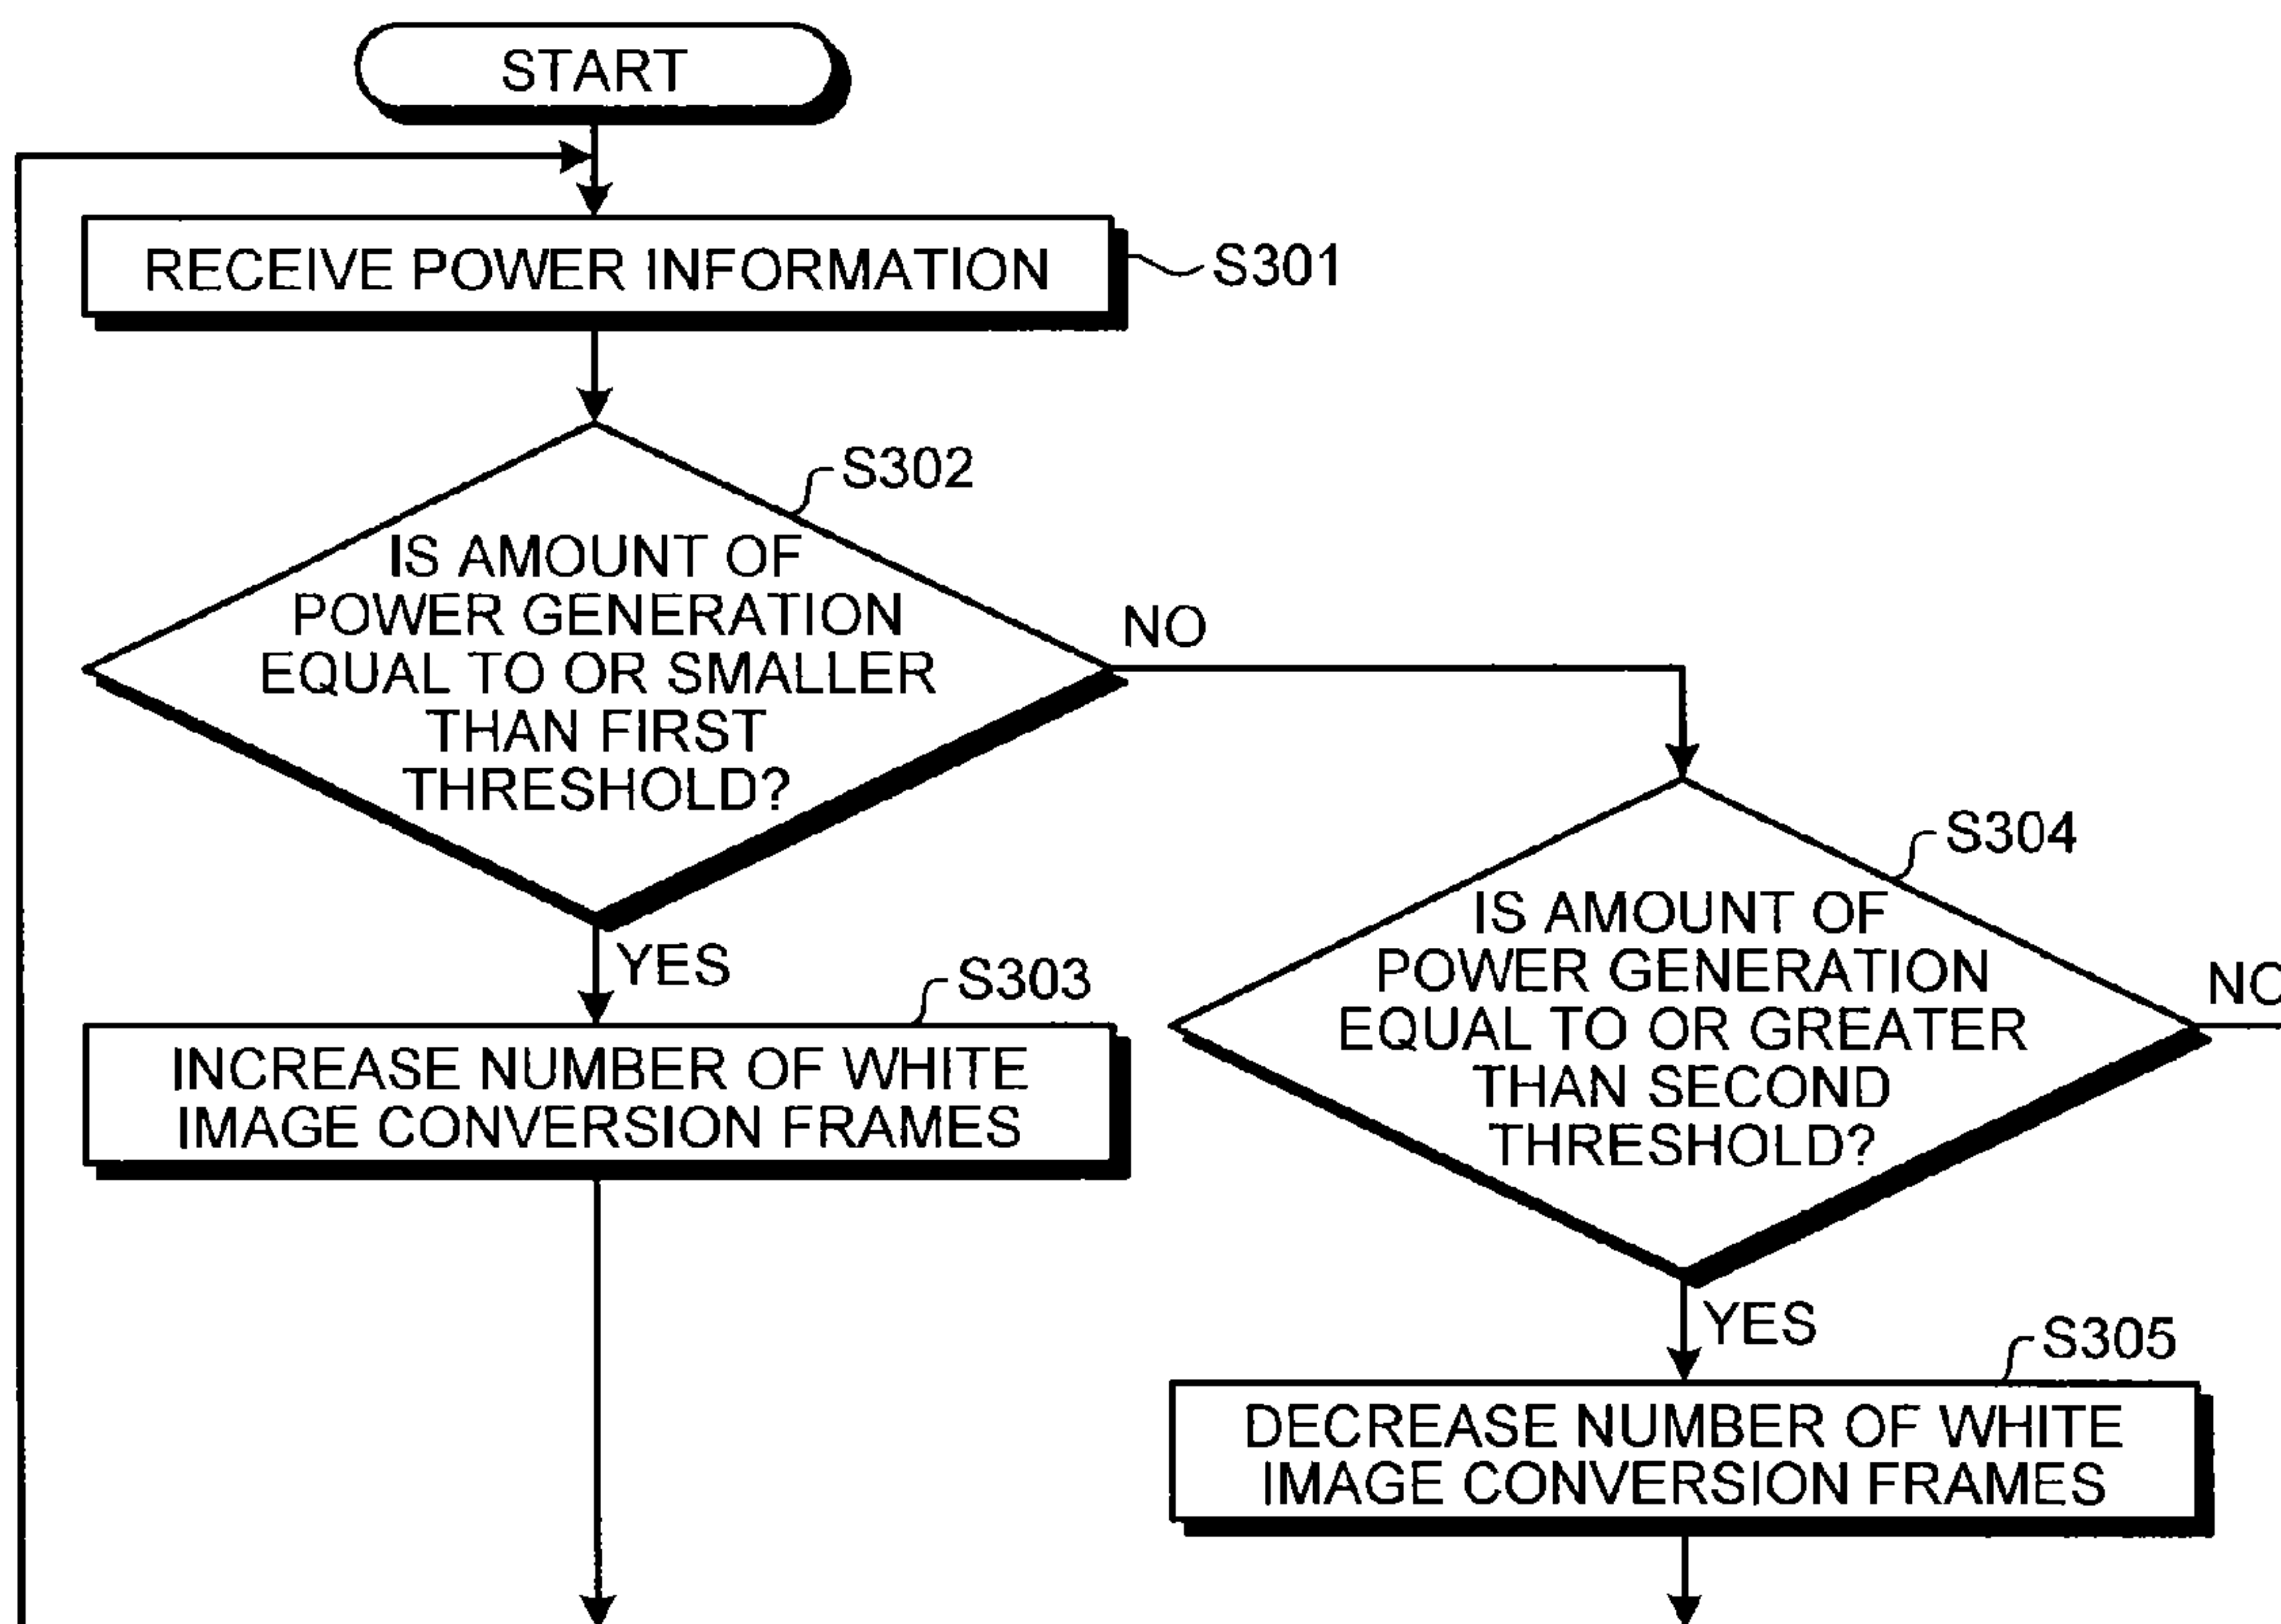 START
RECEIVE POWER INFORMATION
S301
S302
IS AMOUNT OF
POWER GENERATION
EQUAL TO OR SMALLER
THAN FIRST
THRESHOLD?
NO
YES
S303
INCREASE NUMBER OF WHITE
IMAGE CONVERSION FRAMES
S304
IS AMOUNT OF
POWER GENERATION
EQUAL TO OR GREATER
THAN SECOND
THRESHOLD?
NO
YES
S305
DECREASE NUMBER OF WHITE
IMAGE CONVERSION FRAMES